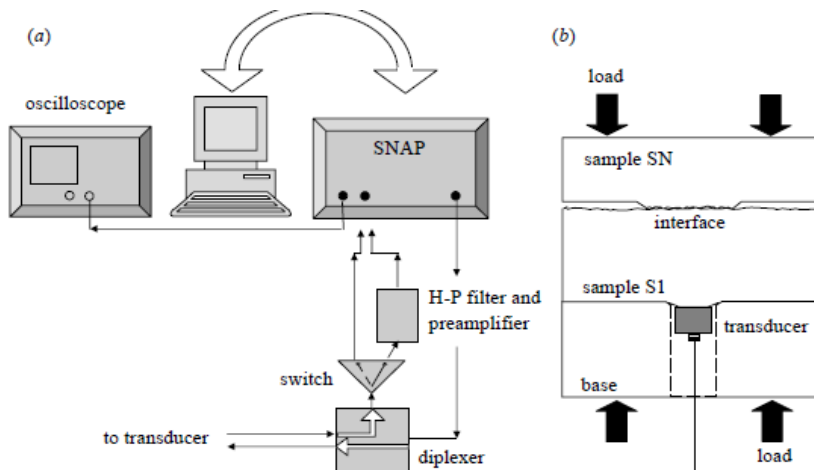 (a)
oscilloscope
SNAP
H-P filter and
preamplifier
switch
to transducer
diplexer
(b)
load
sample SN
interface
sample S1
transducer
base
load